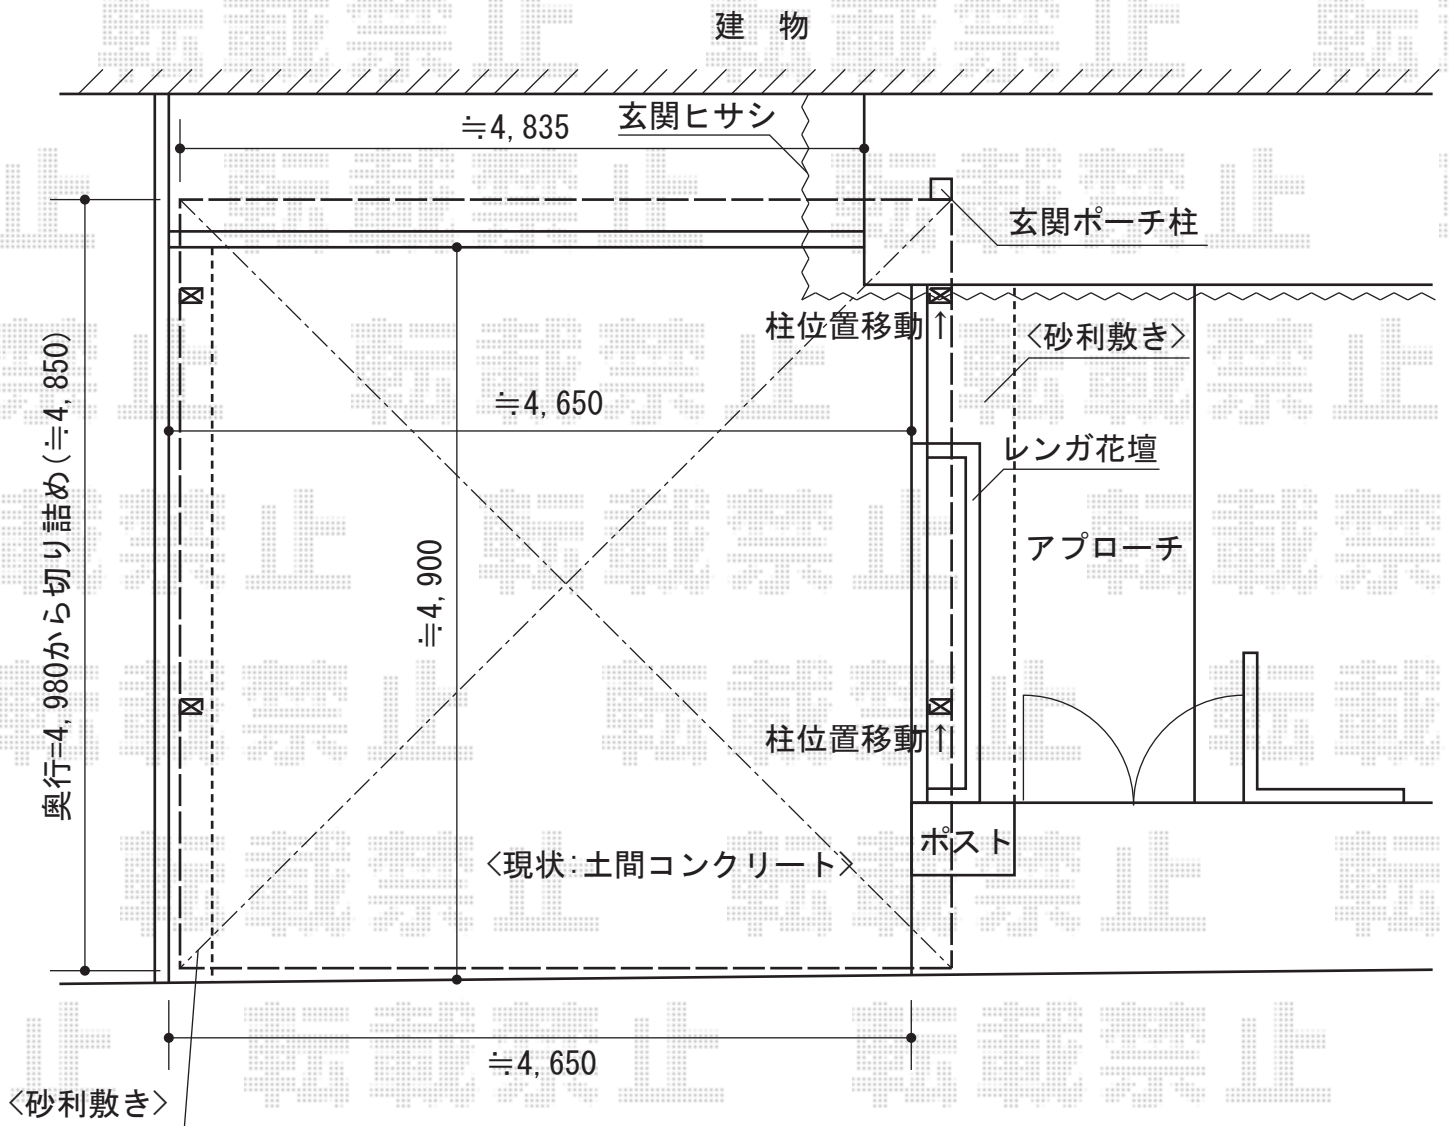 建 物
≒4,835
玄関ヒサシ
玄関ポーチ柱
柱位置移動↑
<砂利敷き>
≒4,650
レンガ花壇
アプローチ
≒4,900
奥行=4,980から切り詰め(≒4,850)
柱位置移動↑
ポスト
<現状:土間コンクリート>
≒4,650
<砂利敷き>
転載禁止